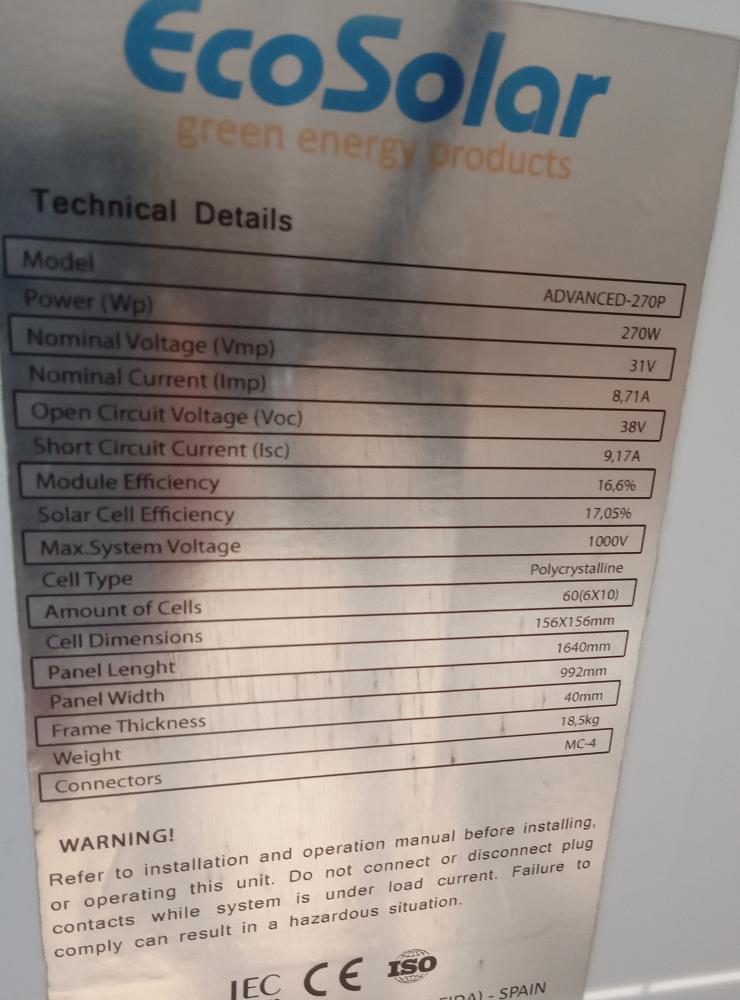 EcoSolar
green energy products
Technical Details
Model ADVANCED-270P
Power (Wp) 270W
Nominal Voltage (Vmp) 31V
Nominal Current (Imp) 8,71A
Open Circuit Voltage (Voc) 38V
Short Circuit Current (Isc) 9,17A
Module Efficiency 16,6%
Solar Cell Efficiency 17,05%
Max.System Voltage 1000V
Cell Type Polycrystalline
Amount of Cells 60(6X10)
Cell Dimensions 156X156mm
Panel Lenght 1640mm
Panel Width 992mm
Frame Thickness 40mm
Weight 18,5kg
Connectors MC-4
WARNING!
Refer to installation and operation manual before installing,
or operating this unit. Do not connect or disconnect plug
contacts while system is under load current. Failure to
comply can result in a hazardous situation.
IEC CE ISO
- SPAIN